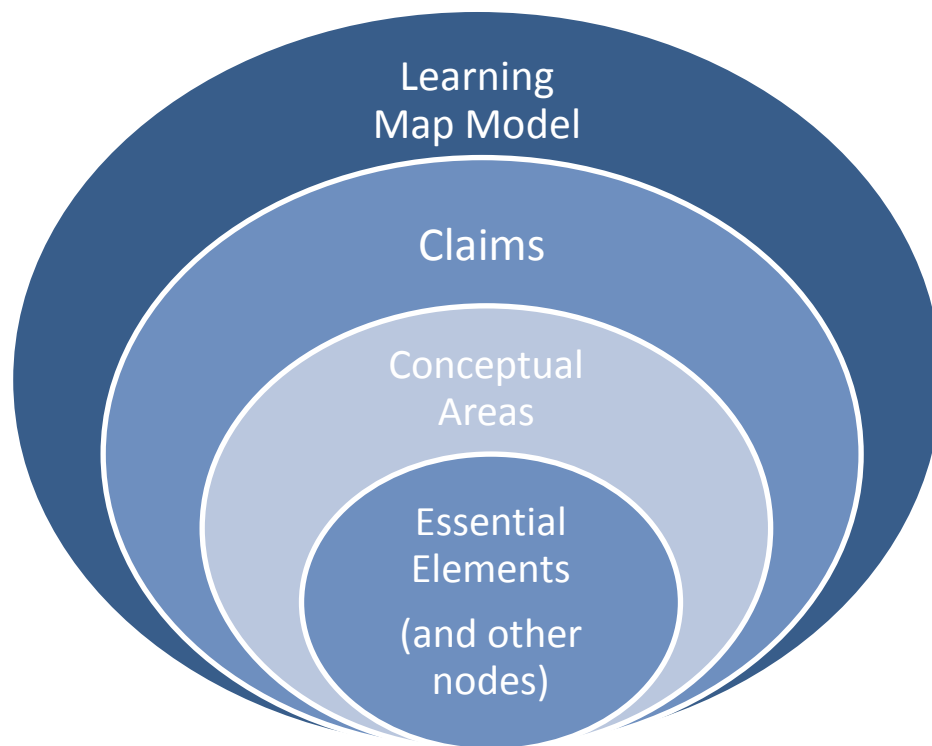 Learning
Map Model
Claims
Conceptual
Areas
Essential
Elements
(and other
nodes)